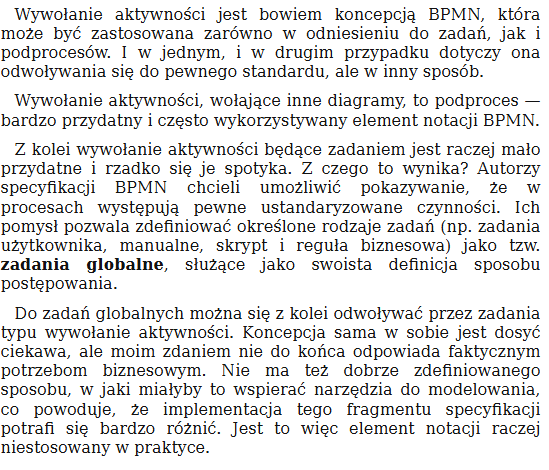 Wywołanie aktywności jest bowiem koncepcją BPMN, która
może być zastosowana zarówno w odniesieniu do zadań, jak i
podprocesów. I w jednym, i w drugim przypadku dotyczy ona
odwoływania się do pewnego standardu, ale w inny sposób.
Wywołanie aktywności, wołające inne diagramy, to podproces —
bardzo przydatny i często wykorzystywany element notacji BPMN.
Z kolei wywołanie aktywności będące zadaniem jest raczej mało
przydatne i rzadko się je spotyka. Z czego to wynika? Autorzy
specyfikacji BPMN chcieli umożliwić pokazywanie, że w
procesach występują pewne ustandaryzowane czynności. Ich
pomysł pozwala zdefiniować określone rodzaje zadań (np. zadania
użytkownika, manualne, skrypt i reguła biznesowa) jako tzw.
zadania globalne, służące jako swoista definicja sposobu
postępowania.
Do zadań globalnych można się z kolei odwoływać przez zadania
typu wywołanie aktywności. Koncepcja sama w sobie jest dosyć
ciekawa, ale moim zdaniem nie do końca odpowiada faktycznym
potrzebom biznesowym. Nie ma też dobrze zdefiniowanego
sposobu, w jaki miałyby to wspierać narzędzia do modelowania,
co powoduje, że implementacja tego fragmentu specyfikacji
potrafi się bardzo różnić. Jest to więc element notacji raczej
niestosowany w praktyce.